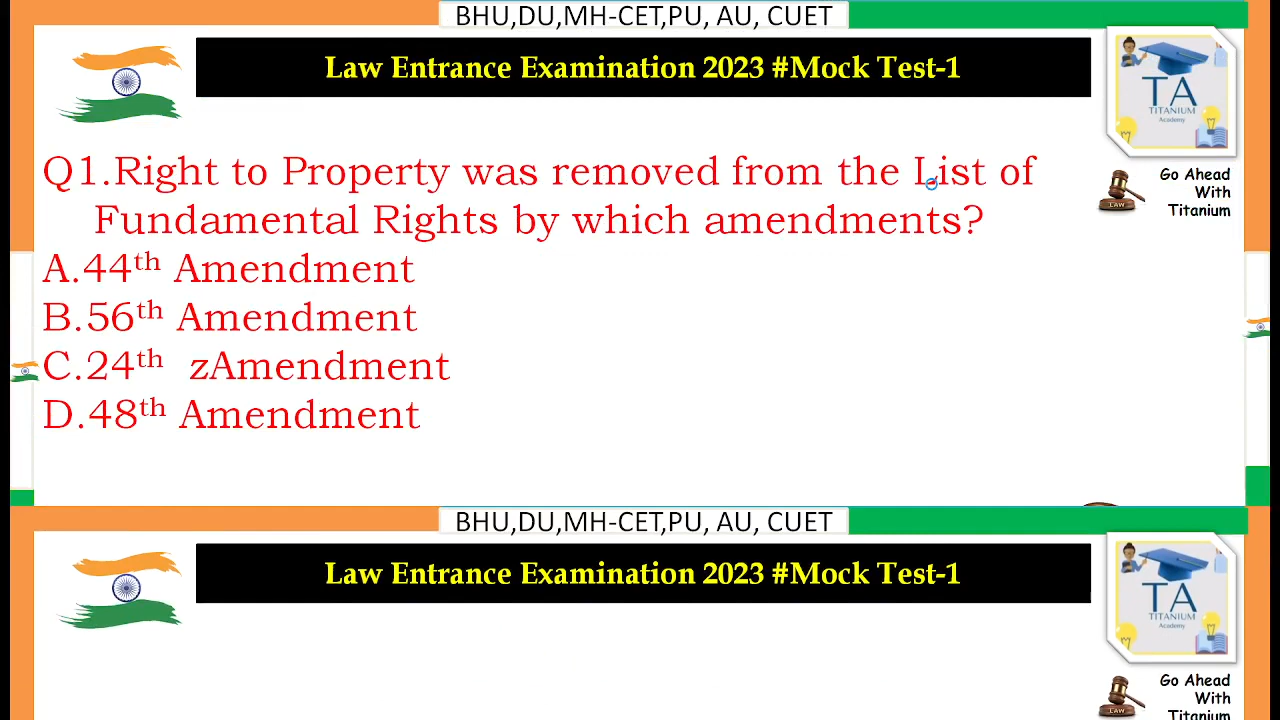 BHU,DU,MH-CET,PU, AU, CUET
Law Entrance Examination 2023 #Mock Test-1
TA
TITANIUM
Academy
Go Ahead
With
Titanium
LAW
Q1.Right to Property was removed from the List of
Fundamental Rights by which amendments?
A.44th Amendment
B.56th Amendment
C.24th zAmendment
D.48th Amendment
BHU,DU,MH-CET,PU, AU, CUET
Law Entrance Examination 2023 #Mock Test-1
TA
TITANIUM
Academy
Go Ahead
With
Titanium
LAW